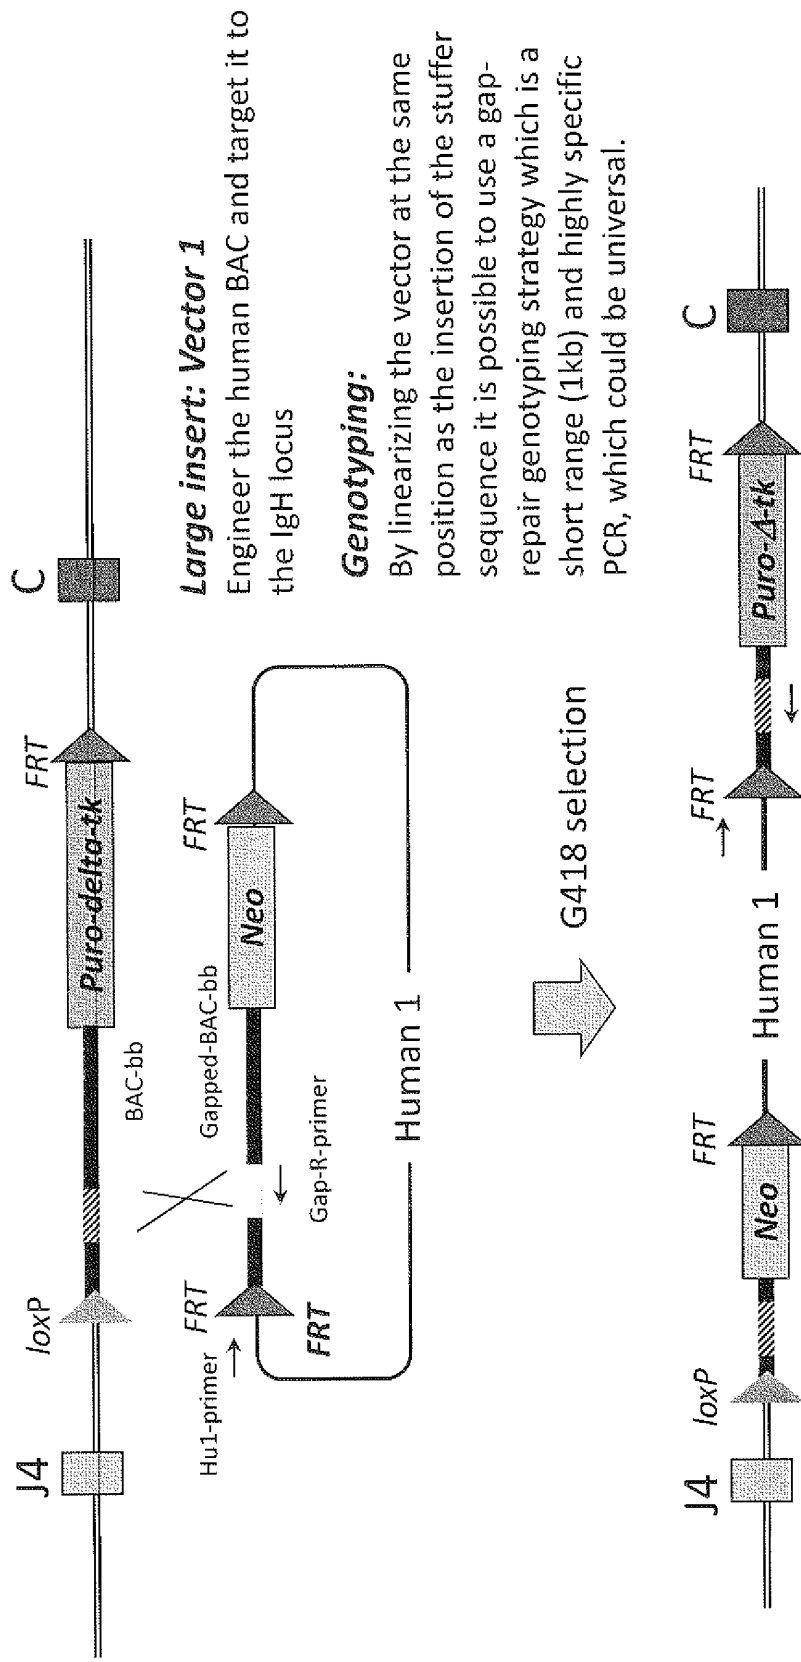 J4
loxP
BAC-bb
Puro-delta-tk
FRT
C
Hu1-primer
FRT
FRT
Gap-R-primer
Gapped-BAC-bb
Neo
FRT
Human 1
Large insert: Vector 1
Engineer the human BAC and target it to
the IgH locus
Genotyping:
By linearizing the vector at the same
position as the insertion of the stuffer
sequence it is possible to use a gap-
repair genotyping strategy which is a
short range (1kb) and highly specific
PCR, which could be universal.
G418 selection
J4
loxP
Neo
FRT
Human 1
FRT
Puro-Δ-tk
FRT
C